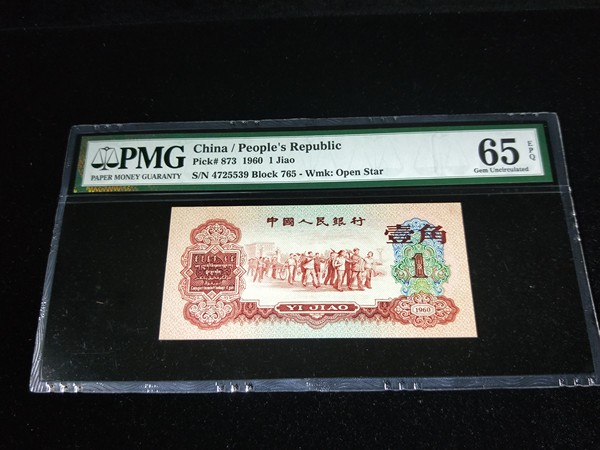 PMG
PAPER MONEY GUARANTY
China / People's Republic
Pick# 873 1960 1 Jiao
S/N 4725539 Block 765 - Wmk: Open Star
65 EPQ
Gem Uncirculated
中國人民銀行
壹角
1
YI JIAO
1960